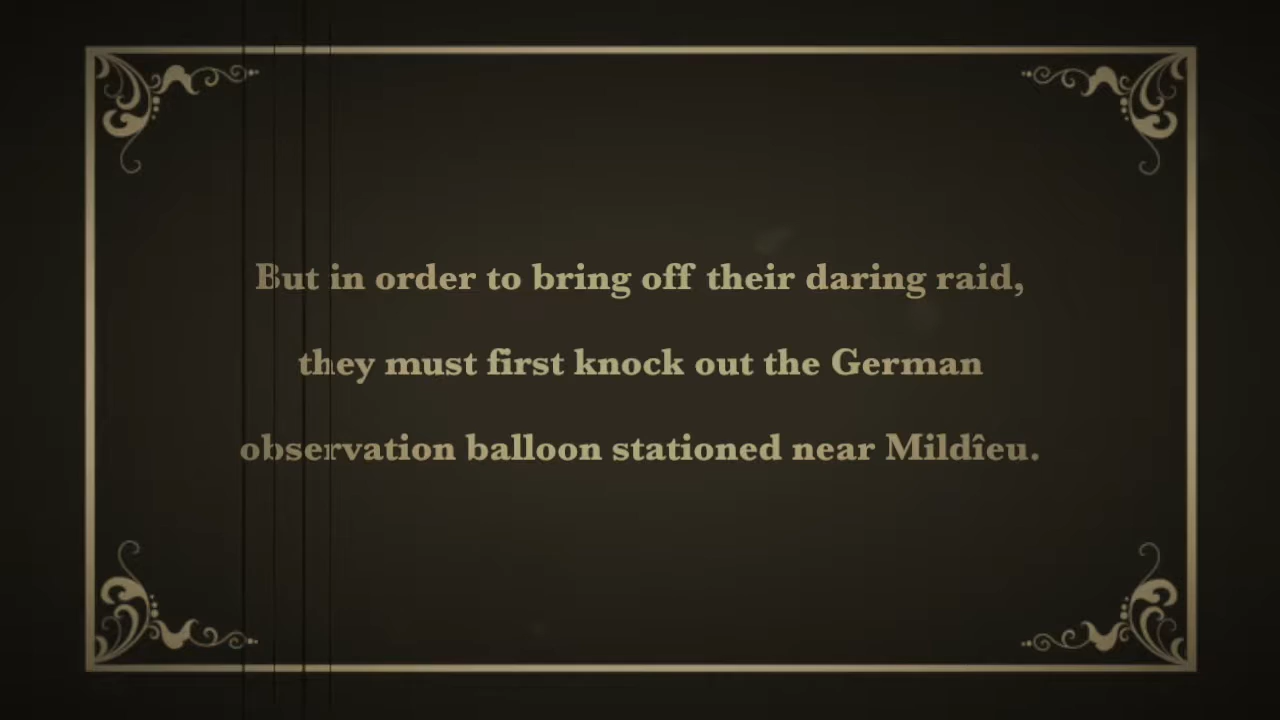 But in order to bring off their daring raid,
they must first knock out the German
observation balloon stationed near Mildîeu.